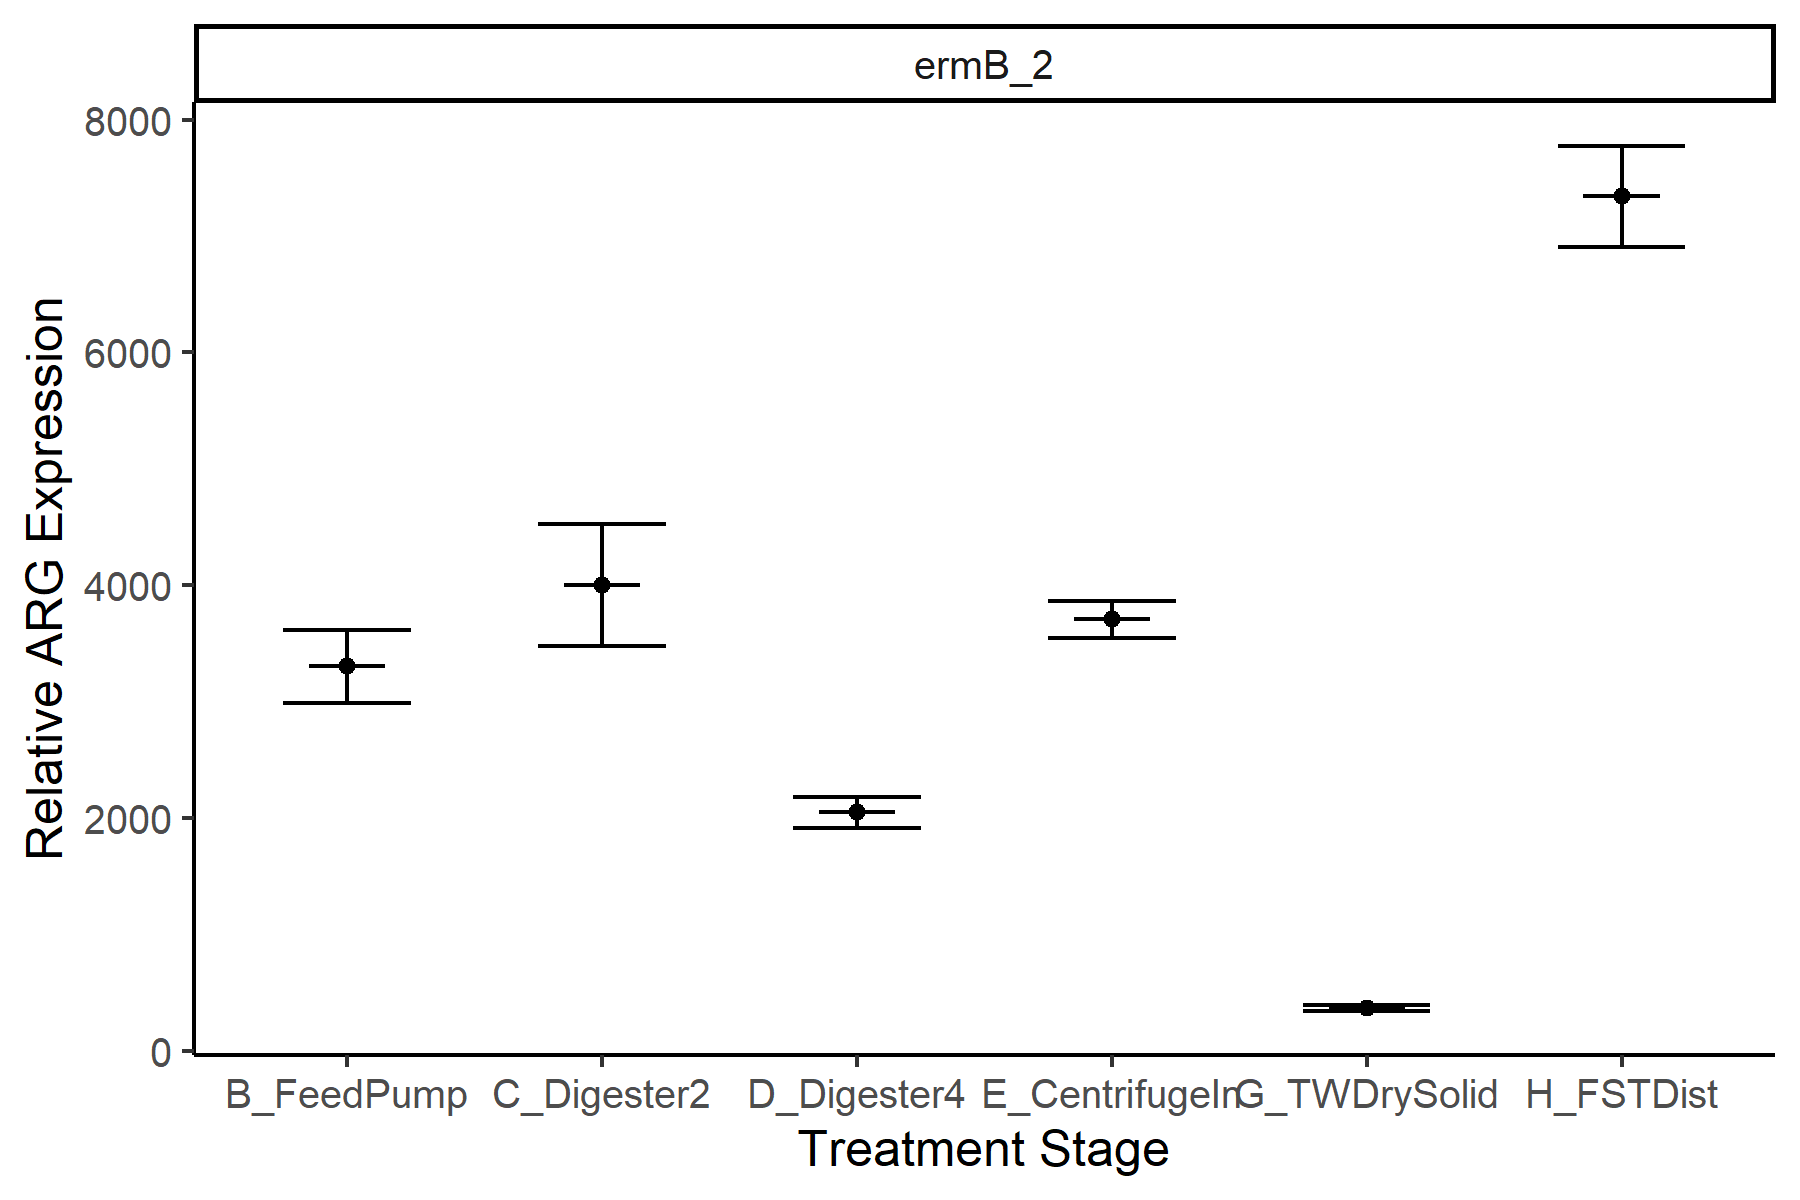 ermB_2
8000
6000
4000
2000
0
Relative ARG Expression
B_FeedPump C_Digester2 D_Digester4 E_CentrifugeIn G_TWDrySolid H_FSTDist
Treatment Stage